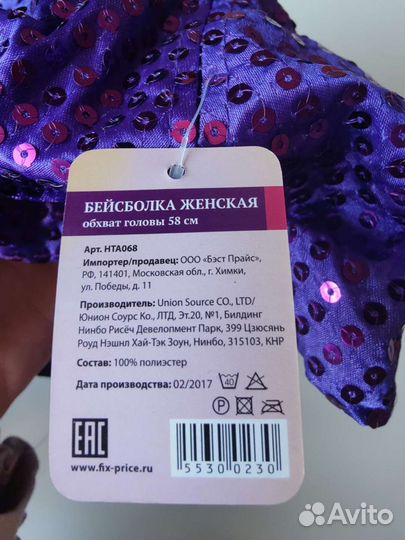 БЕЙСБОЛКА ЖЕНСКАЯ
обхват головы 58 см
Арт. НТА068
Импортер/продавец: ООО «Бэст Прайс»,
РФ, 141401, Московская обл., г. Химки,
ул. Победы, д. 11
Производитель: Union Source CO., LTD/
Юнион Соурс Ко., ЛТД, Эт.20, №1, Билдинг
Нинбо Рисёч Девелопмент Парк, 399 Цзюсянь
Роуд Нэшнл Хай-Тэк Зоун, Нинбо, 315103, КНР
Состав: 100% полиэстер
Дата производства: 02/2017
40
P
EAC
www.fix-price.ru
55300230
Avito